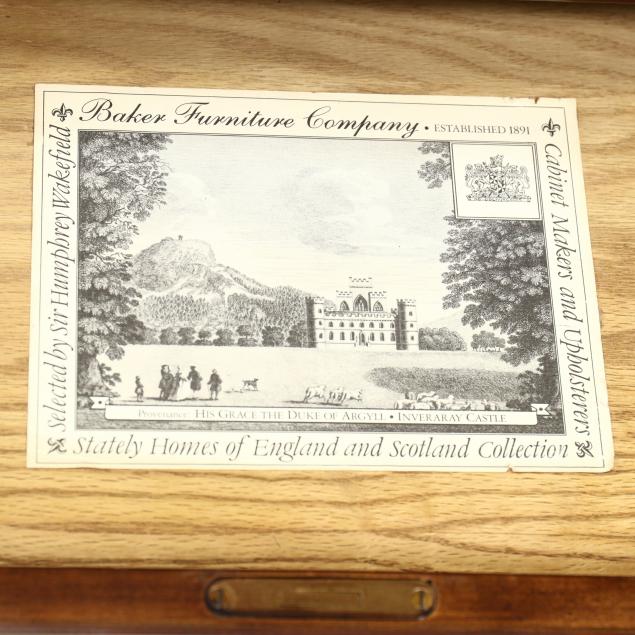 Baker Furniture Company • ESTABLISHED 1891
Cabinet Makers and Upholsterers
Selected by Sir Humphrey Wakefield
Provenance: HIS GRACE THE DUKE OF ARGYLL • INVERARAY CASTLE
Stately Homes of England and Scotland Collection